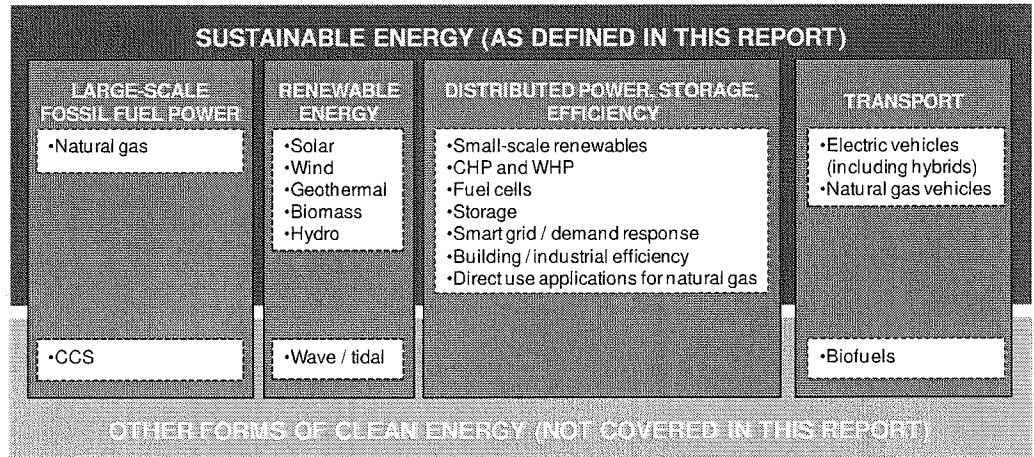 SUSTAINABLE ENERGY (AS DEFINED IN THIS REPORT)
LARGE-SCALE
FOSSIL FUEL POWER
•Natural gas
•CCS
RENEWABLE
ENERGY
•Solar
•Wind
•Geothermal
•Biomass
•Hydro
•Wave / tidal
DISTRIBUTED POWER, STORAGE,
EFFICIENCY
•Small-scale renewables
•CHP and WHP
•Fuel cells
•Storage
•Smart grid / demand response
•Building / industrial efficiency
•Direct use applications for natural gas
TRANSPORT
•Electric vehicles
(including hybrids)
•Natural gas vehicles
•Biofuels
OTHER FORMS OF CLEAN ENERGY (NOT COVERED IN THIS REPORT)